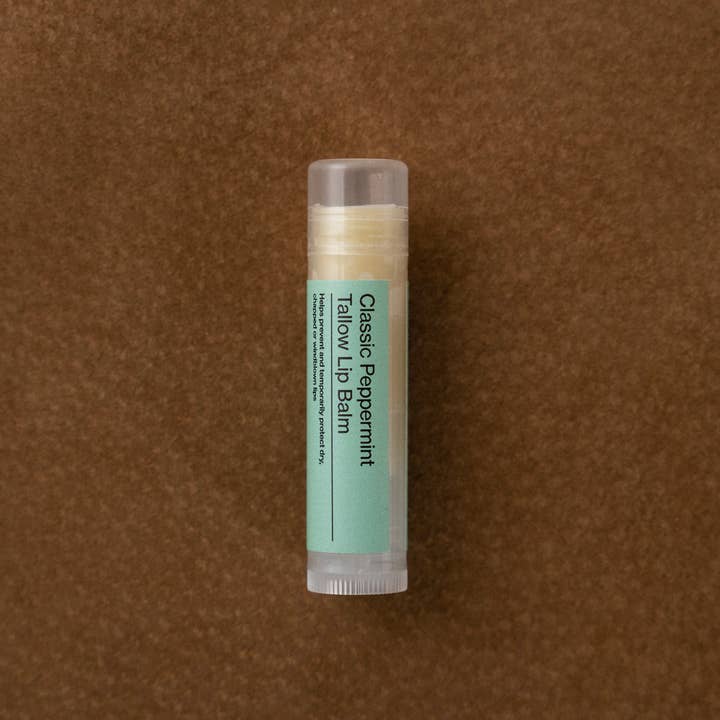 Classic Peppermint
Tallow Lip Balm
Helps prevent and temporarily protect dry,
chapped or windblown lips